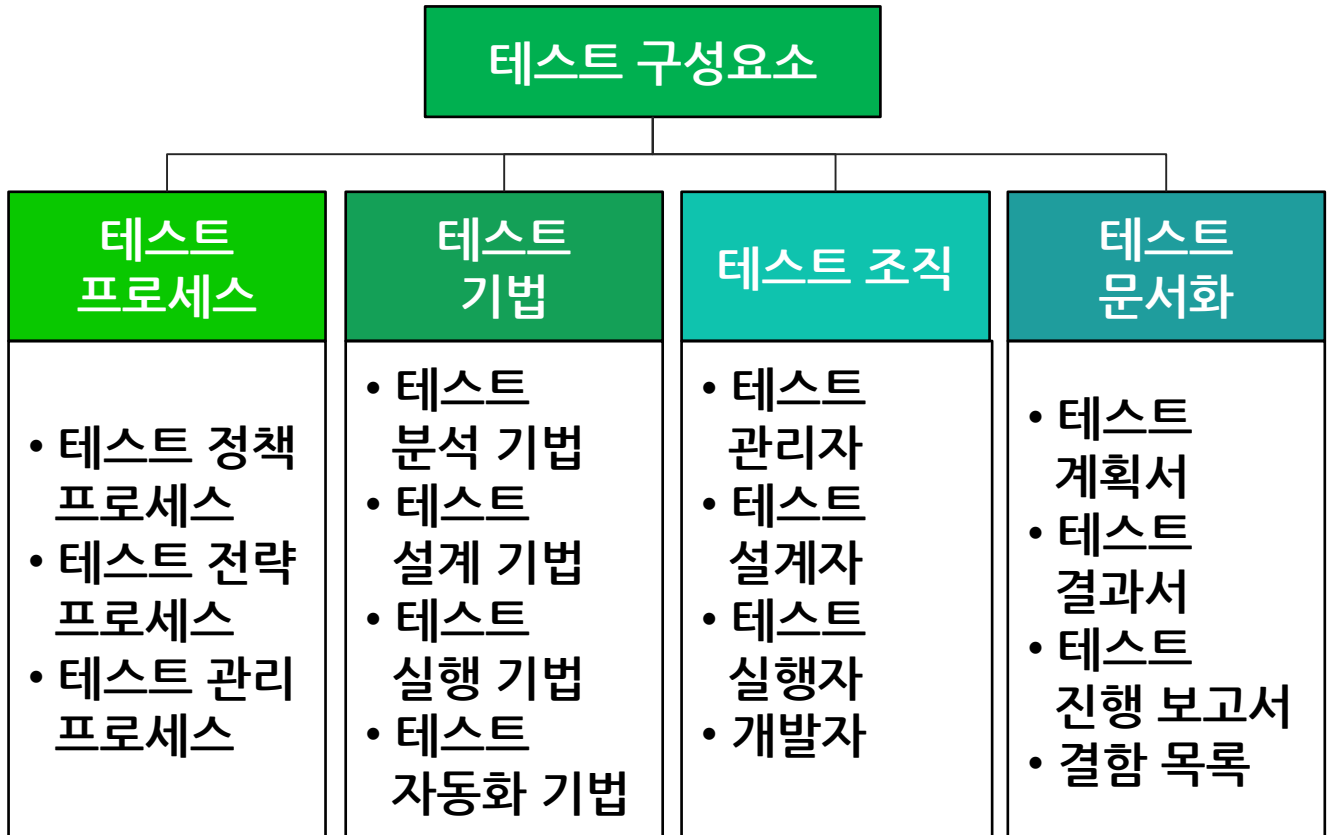 테스트 구성요소
테스트
프로세스
• 테스트 정책
프로세스
• 테스트 전략
프로세스
• 테스트 관리
프로세스
테스트
기법
• 테스트
분석 기법
• 테스트
설계 기법
• 테스트
실행 기법
• 테스트
자동화 기법
테스트 조직
• 테스트
관리자
• 테스트
설계자
• 테스트
실행자
• 개발자
테스트
문서화
• 테스트
계획서
• 테스트
결과서
• 테스트
진행 보고서
• 결함 목록